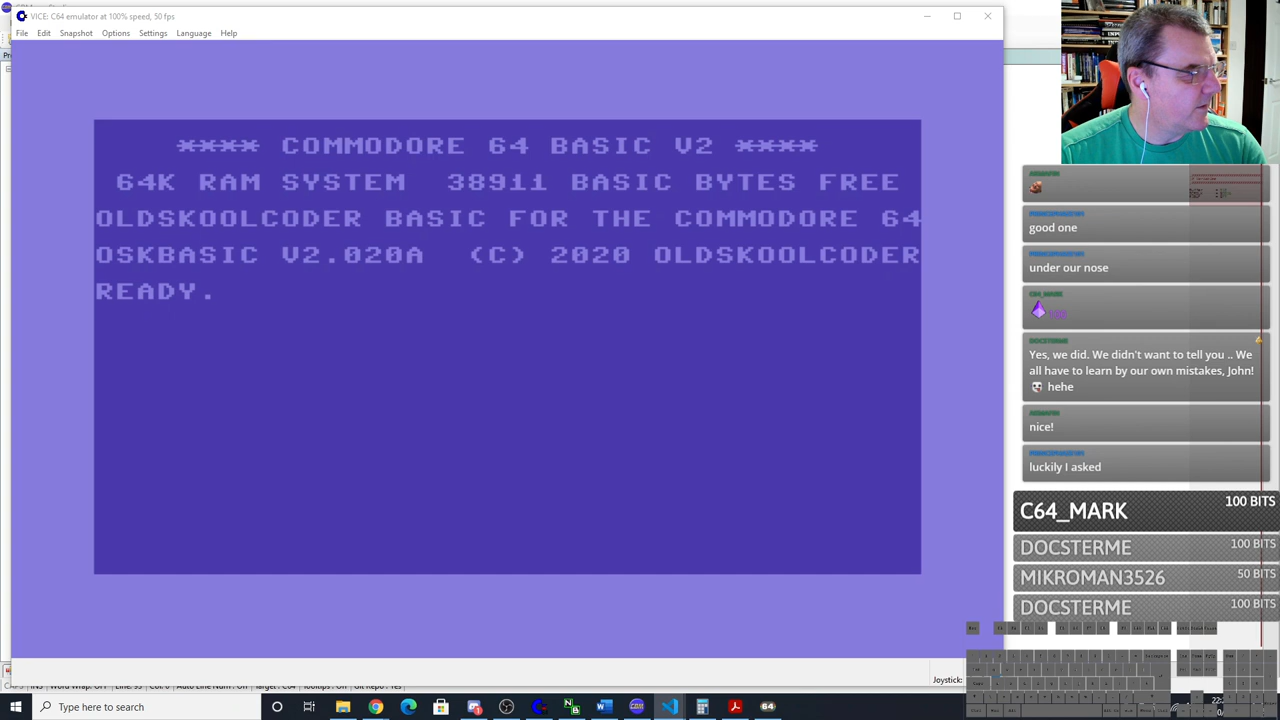 VICE: C64 emulator at 100% speed, 50 fps
File Edit Snapshot Options Settings Language Help
**** COMMODORE 64 BASIC V2 ****
64K RAM SYSTEM 38911 BASIC BYTES FREE
OLDSKOOLCODER BASIC FOR THE COMMODORE 64
OSKBASIC V2.020A (C) 2020 OLDSKOOLCODER
READY.
Joystick:
good one
under our nose
C64_MARK
100
DOCSTERME
Yes, we did. We didn't want to tell you .. We
all have to learn by our own mistakes, John!
hehe
nice!
luckily I asked
C64_MARK 100 BITS
DOCSTERME 100 BITS
MIKROMAN3526 50 BITS
DOCSTERME 100 BITS
Type here to search